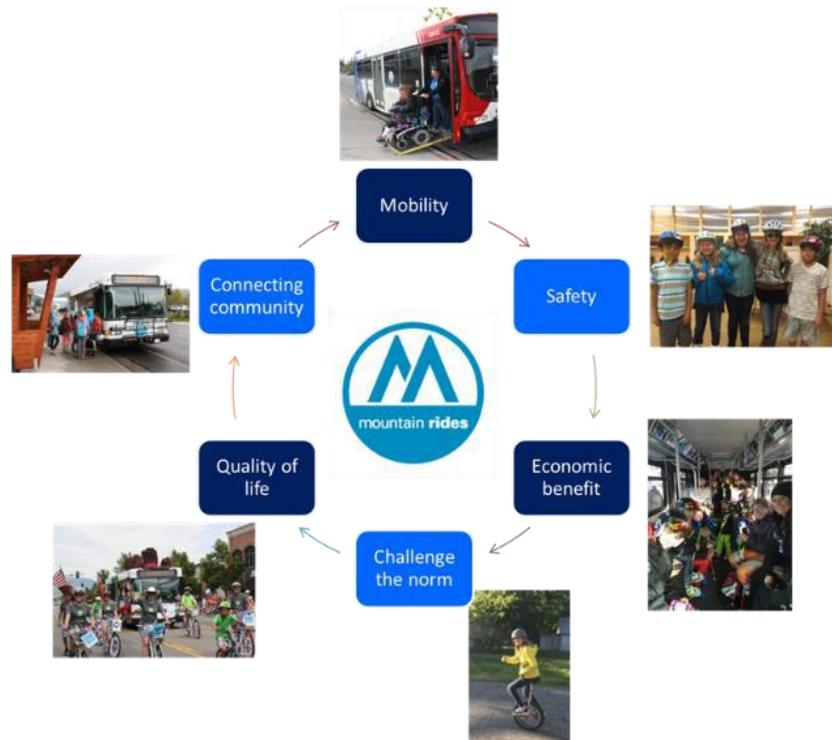 Mobility
Safety
Economic
benefit
Challenge
the norm
Quality of
life
Connecting
community
mountain rides